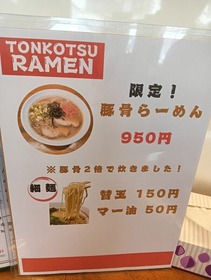 TONKOTSU
RAMEN
限定！
豚骨らーめん
950円
※豚骨2倍で炊きました！
細麺
替玉 150円
マー油 50円